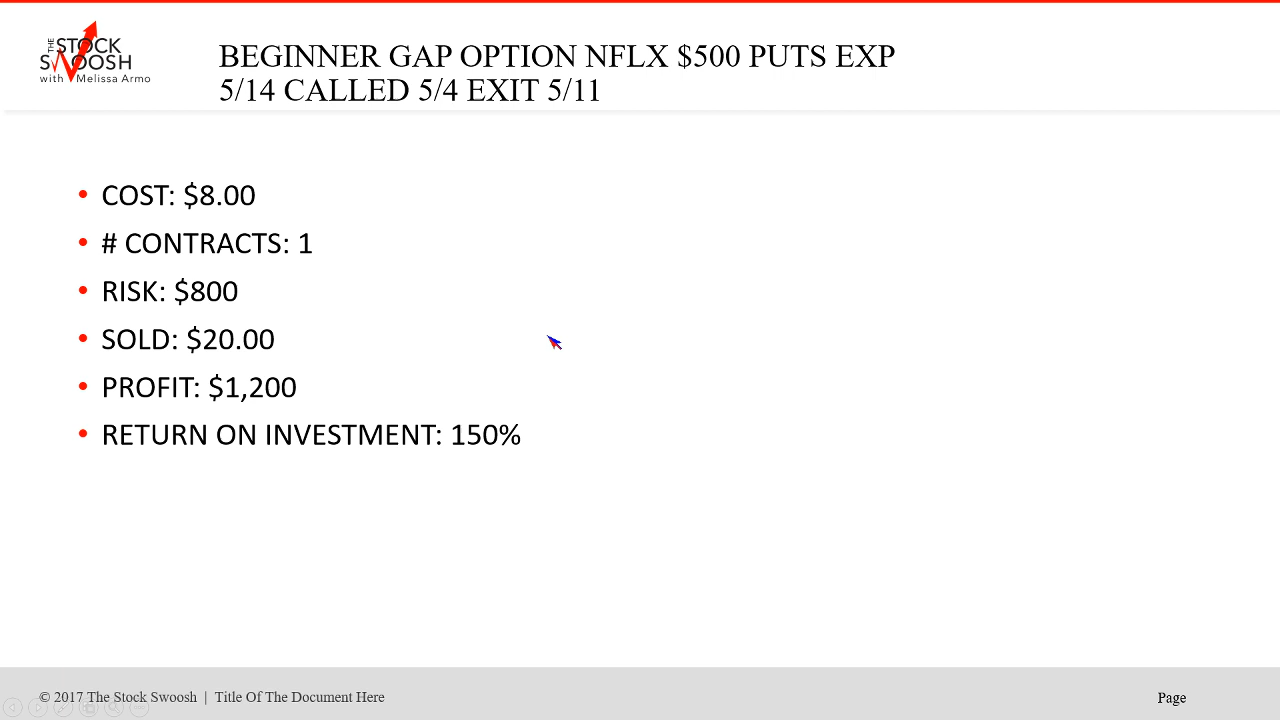 THE STOCK
SWOOSH
with Melissa Armo
BEGINNER GAP OPTION NFLX $500 PUTS EXP
5/14 CALLED 5/4 EXIT 5/11
• COST: $8.00
• # CONTRACTS: 1
• RISK: $800
• SOLD: $20.00
• PROFIT: $1,200
• RETURN ON INVESTMENT: 150%
© 2017 The Stock Swoosh | Title Of The Document Here
Page